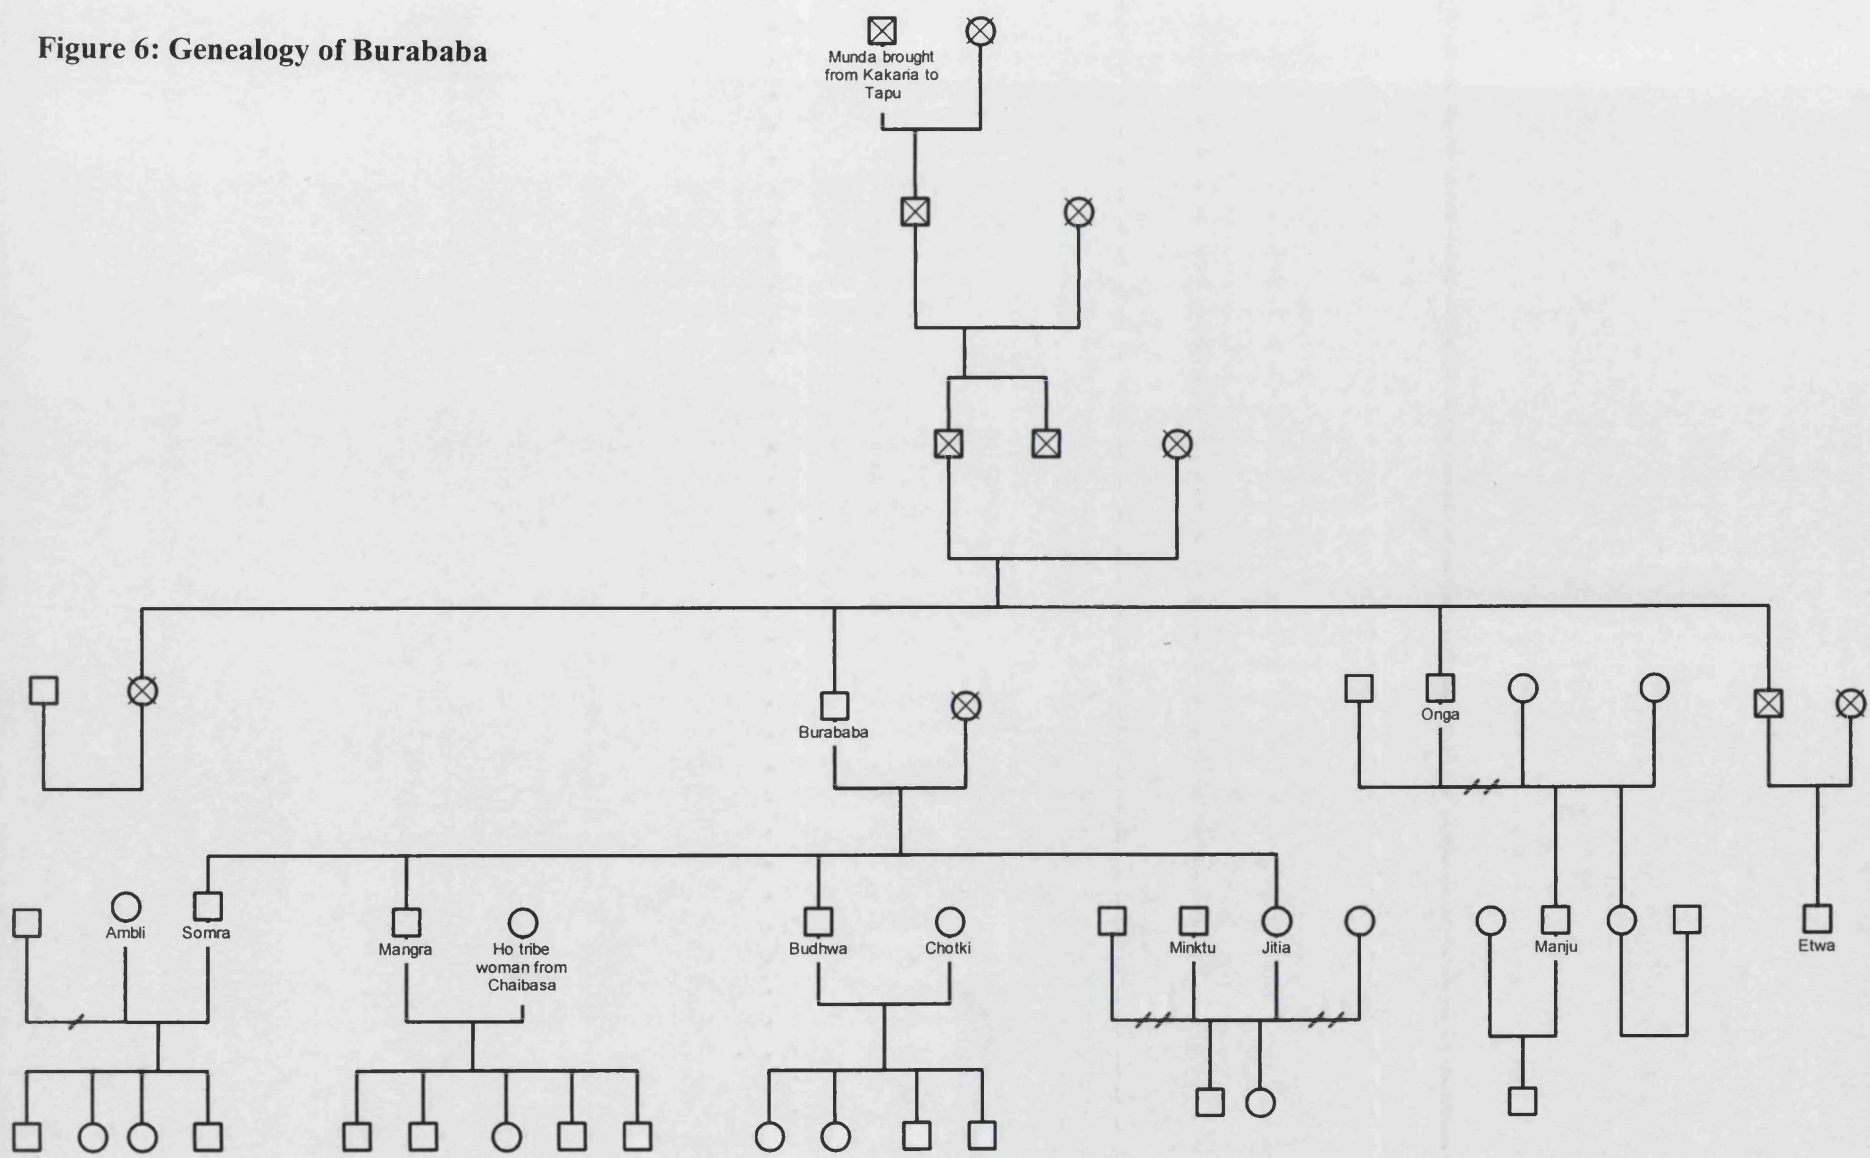 Figure 6: Genealogy of Burababa
Munda brought
from Kakaria to
Tapu
Burababa
Onga
Ambli
Somra
Mangra
Ho tribe
woman from
Chaibasa
Budhwa
Chotki
Minktu
Jitia
Manju
Etwa